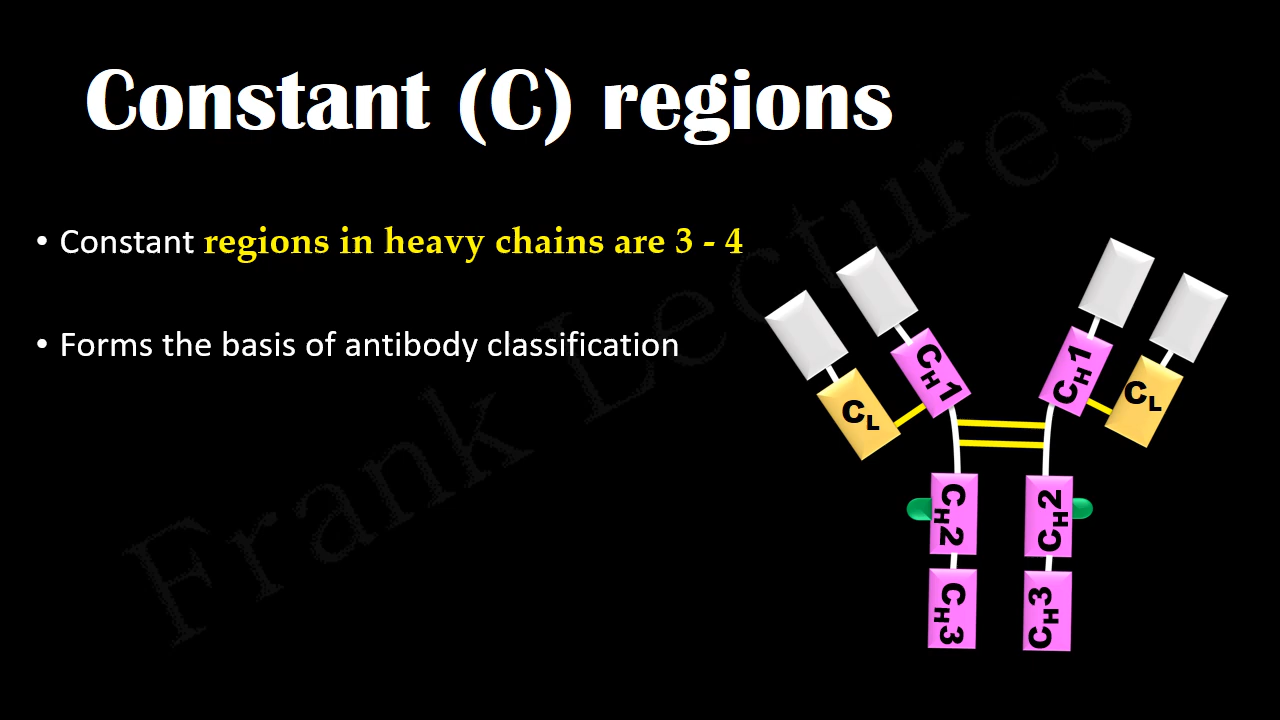 Constant (C) regions
• Constant regions in heavy chains are 3 - 4
• Forms the basis of antibody classification
CH1
CH1
CL
CL
CH2
CH2
CH3
CH3
Frank Lectures